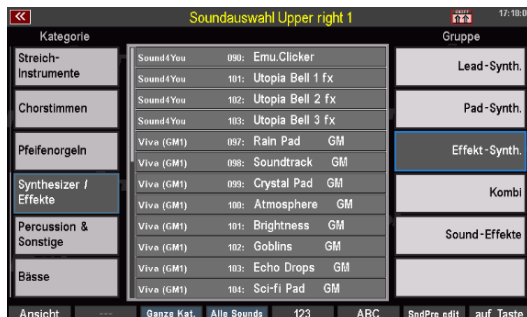 Soundauswahl Upper right 1
17:18:0
Kategorie
Gruppe
Streich-
Instrumente
Chorstimmen
Pfeifenorgeln
Synthesizer /
Effekte
Percussion &
Sonstige
Bässe
Sound4You 090: Emu.Clicker
Sound4You 101: Utopia Bell 1 fx
Sound4You 102: Utopia Bell 2 fx
Sound4You 103: Utopia Bell 3 fx
Viva (GM1) 097: Rain Pad GM
Viva (GM1) 098: Soundtrack GM
Viva (GM1) 099: Crystal Pad GM
Viva (GM1) 100: Atmosphere GM
Viva (GM1) 101: Brightness GM
Viva (GM1) 102: Goblins GM
Viva (GM1) 103: Echo Drops GM
Viva (GM1) 104: Sci-fi Pad GM
Lead-Synth.
Pad-Synth.
Effekt-Synth.
Kombi
Sound-Effekte
Ansicht --- Ganze Kat. Alle Sounds 123 ABC SndPre edit auf Taste